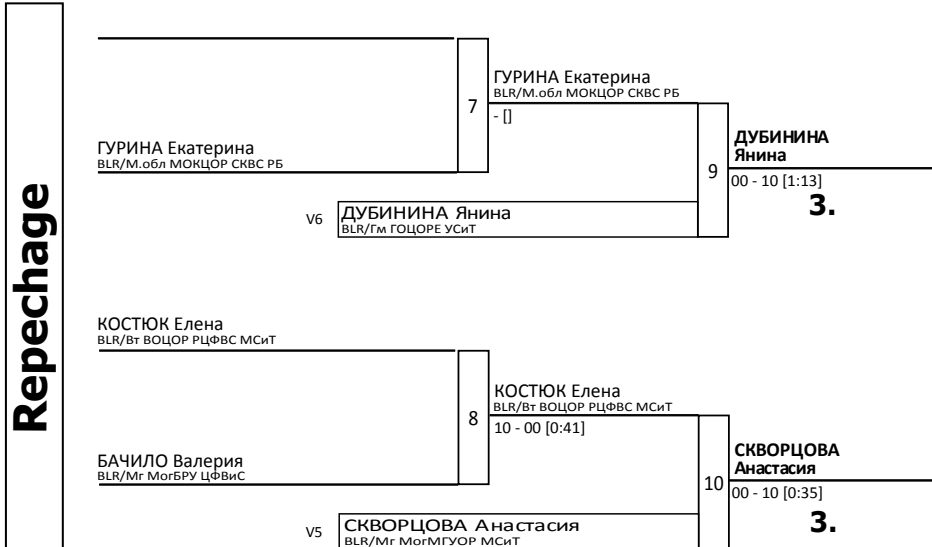 Repechage
ГУРИНА Екатерина
BLR/М.обл МОКЦОР СКВС РБ
7
ГУРИНА Екатерина
BLR/М.обл МОКЦОР СКВС РБ
- []
V6
ДУБИНИНА Янина
BLR/Гм ГОЦОРЕ УСиТ
9
ДУБИНИНА
Янина
00 - 10 [1:13]
3.
КОСТЮК Елена
BLR/Вт ВОЦОР РЦФВС МСиТ
БАЧИЛО Валерия
BLR/Мг МогБРУ ЦФВиС
8
КОСТЮК Елена
BLR/Вт ВОЦОР РЦФВС МСиТ
10 - 00 [0:41]
V5
СКВОРЦОВА Анастасия
BLR/Мг МогМГУОР МСиТ
10
СКВОРЦОВА
Анастасия
00 - 10 [0:35]
3.